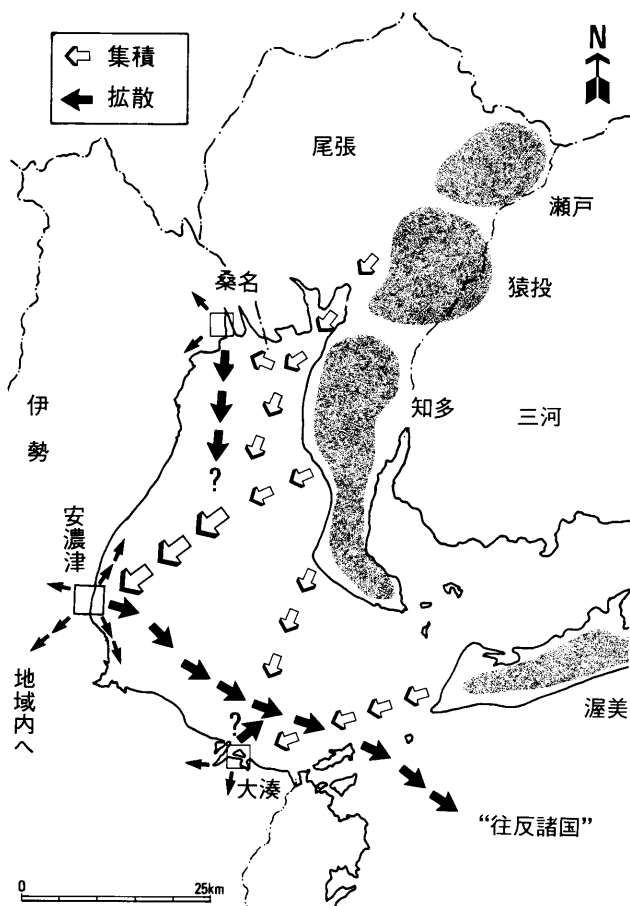 集積
拡散
N
尾張
瀬戸
桑名
猿投
伊勢
知多
三河
?
安濃津
地域内へ
渥美
?
大湊
“往反諸国”
0 25km